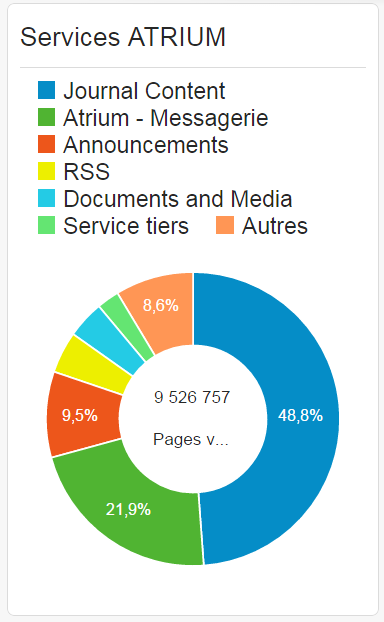 Services ATRIUM
Journal Content
Atrium - Messagerie
Announcements
RSS
Documents and Media
Service tiers Autres
8,6%
9 526 757
9,5%
48,8%
Pages v...
21,9%